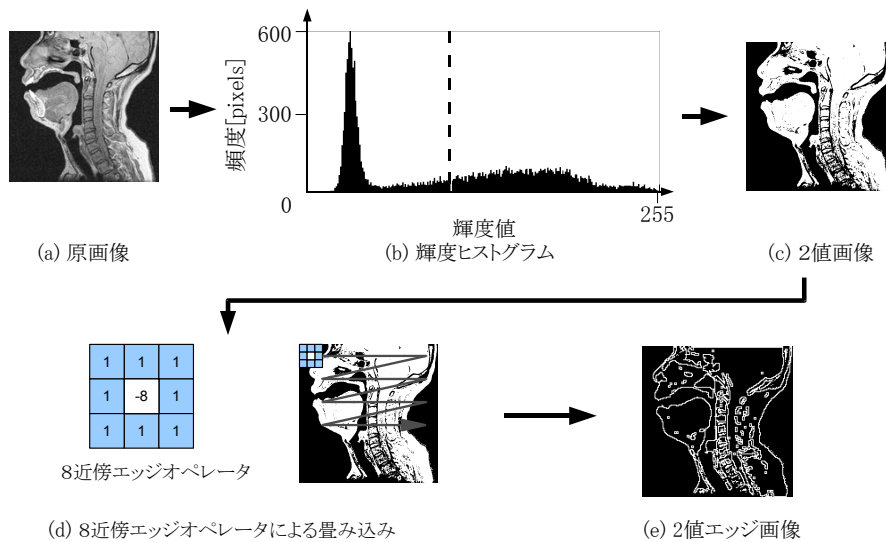 600
300
0
頻度[pixels]
255
輝度値
(a) 原画像
(b) 輝度ヒストグラム
(c) 2値画像
1 1 1
1 -8 1
1 1 1
8近傍エッジオペレータ
(d) 8近傍エッジオペレータによる畳み込み
(e) 2値エッジ画像